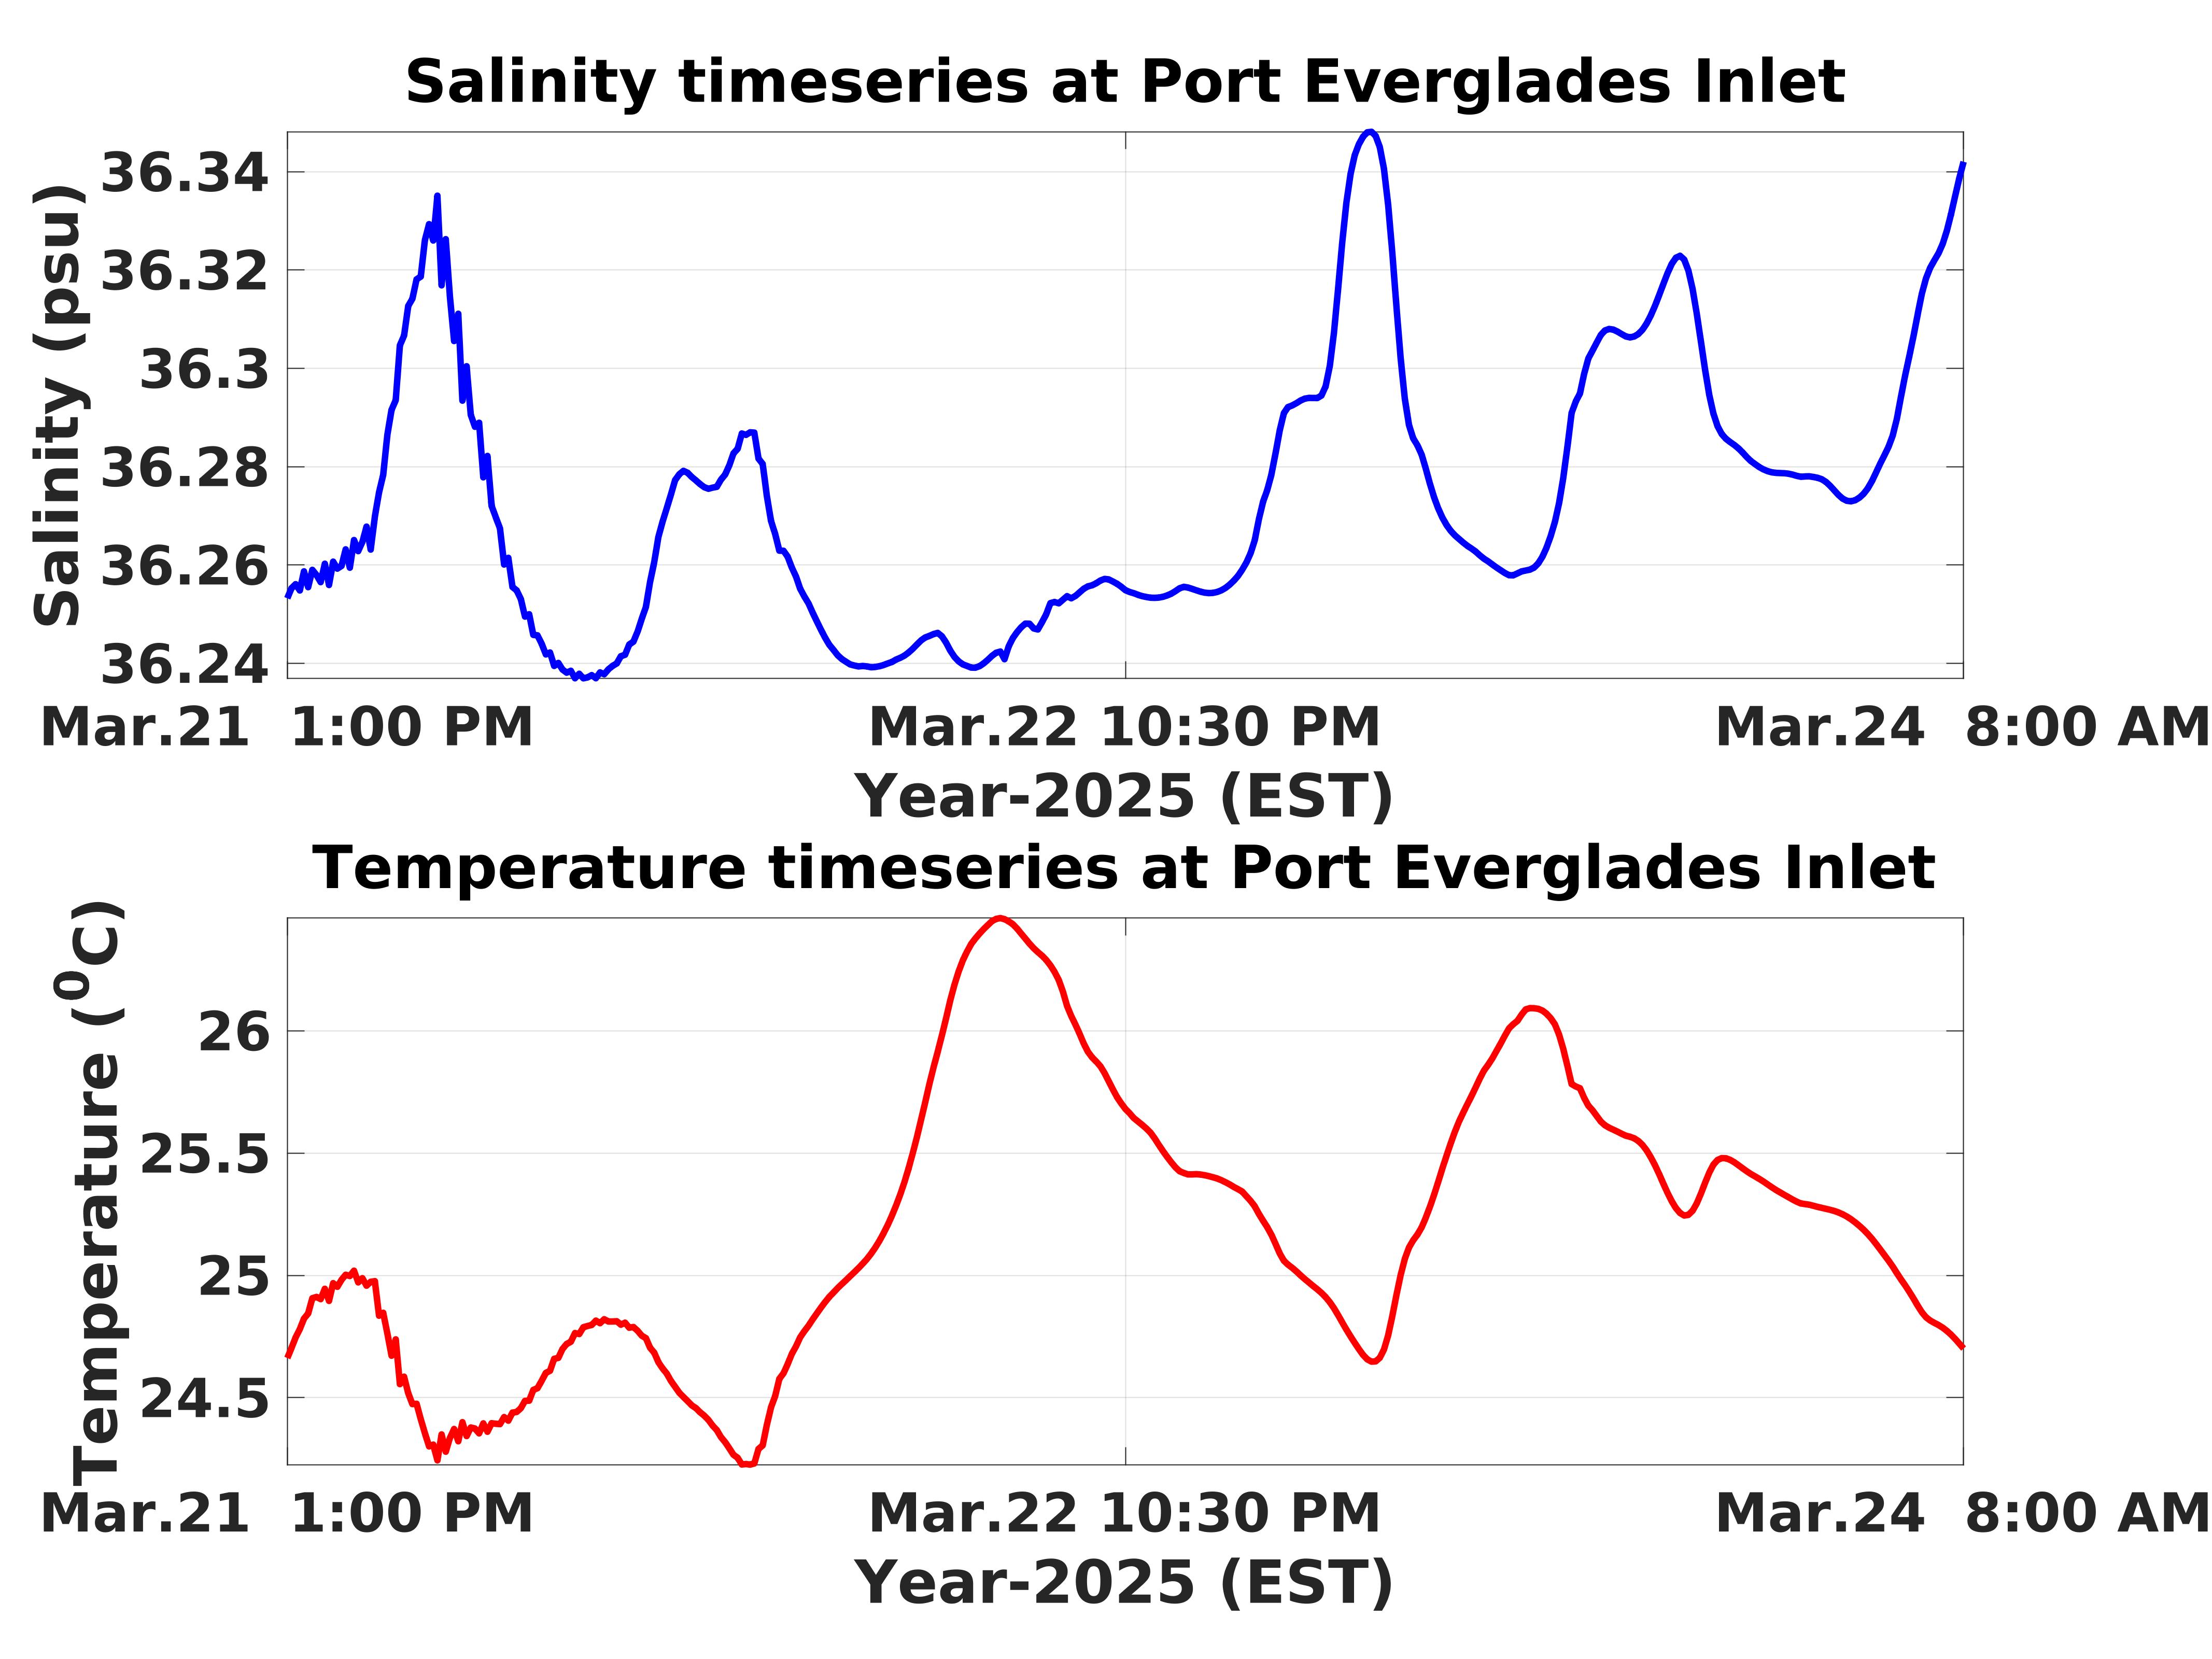 Salinity timeseries at Port Everglades Inlet
Salinity (psu)
36.34
36.32
36.3
36.28
36.26
36.24
Mar.21  1:00 PM
Mar.22 10:30 PM
Mar.24  8:00 AM
Year-2025 (EST)
Temperature timeseries at Port Everglades Inlet
Temperature (⁰C)
26
25.5
25
24.5
Mar.21  1:00 PM
Mar.22 10:30 PM
Mar.24  8:00 AM
Year-2025 (EST)